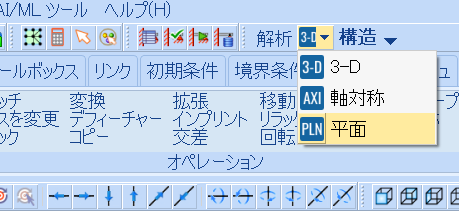 AI/ML ツール ヘルプ(H)
解析 3-D 構造
ールボックス リンク 初期条件 境界条件
3-D 3-D
AXI 軸対称
PLN 平面
ッチ 変換 拡張 移動
スを変更 デフィーチャー インプリント リラッ
ック コピー 交差 回転
オペレーション